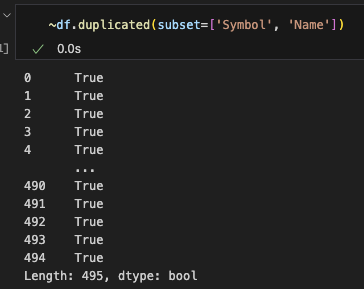 ~df.duplicated(subset=['Symbol', 'Name'])
] ✓ 0.0s
0 True
1 True
2 True
3 True
4 True
...
490 True
491 True
492 True
493 True
494 True
Length: 495, dtype: bool